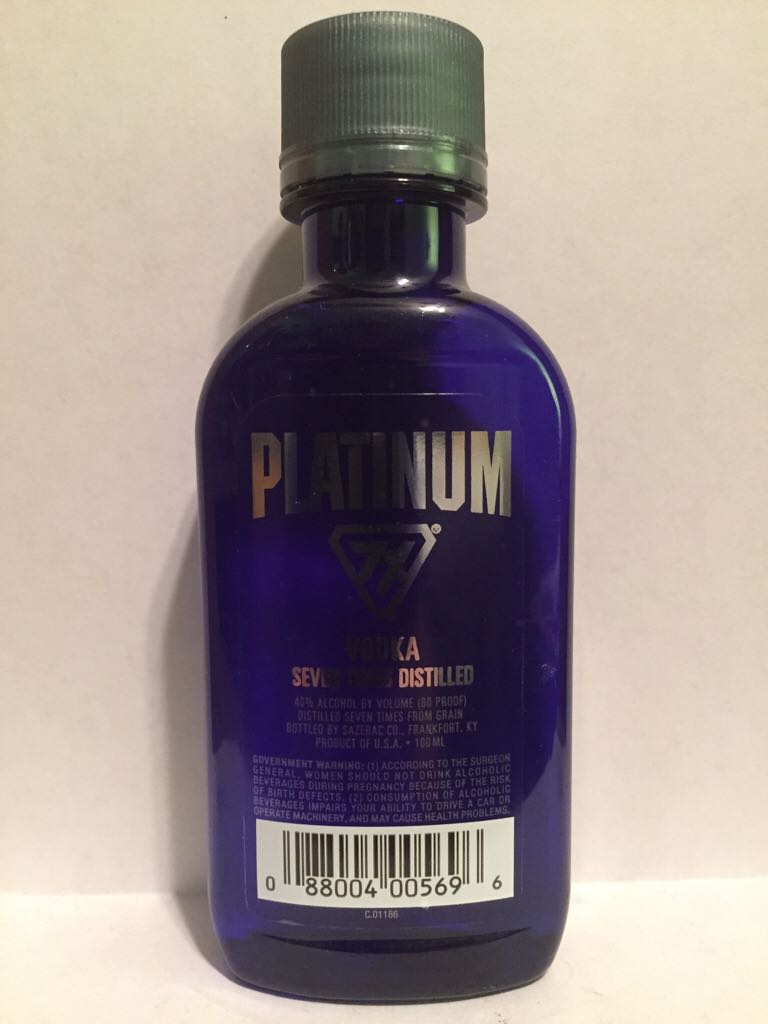 PLATINUM
7X®
VODKA
SEVEN TIMES DISTILLED
40% ALCOHOL BY VOLUME (80 PROOF)
DISTILLED SEVEN TIMES FROM GRAIN
BOTTLED BY SAZERAC CO., FRANKFORT, KY
PRODUCT OF U.S.A. • 100ML
GOVERNMENT WARNING: (1) ACCORDING TO THE SURGEON
GENERAL, WOMEN SHOULD NOT DRINK ALCOHOLIC
BEVERAGES DURING PREGNANCY BECAUSE OF THE RISK
OF BIRTH DEFECTS. (2) CONSUMPTION OF ALCOHOLIC
BEVERAGES IMPAIRS YOUR ABILITY TO DRIVE A CAR OR
OPERATE MACHINERY, AND MAY CAUSE HEALTH PROBLEMS.
0 88004 00569 6
C.01186